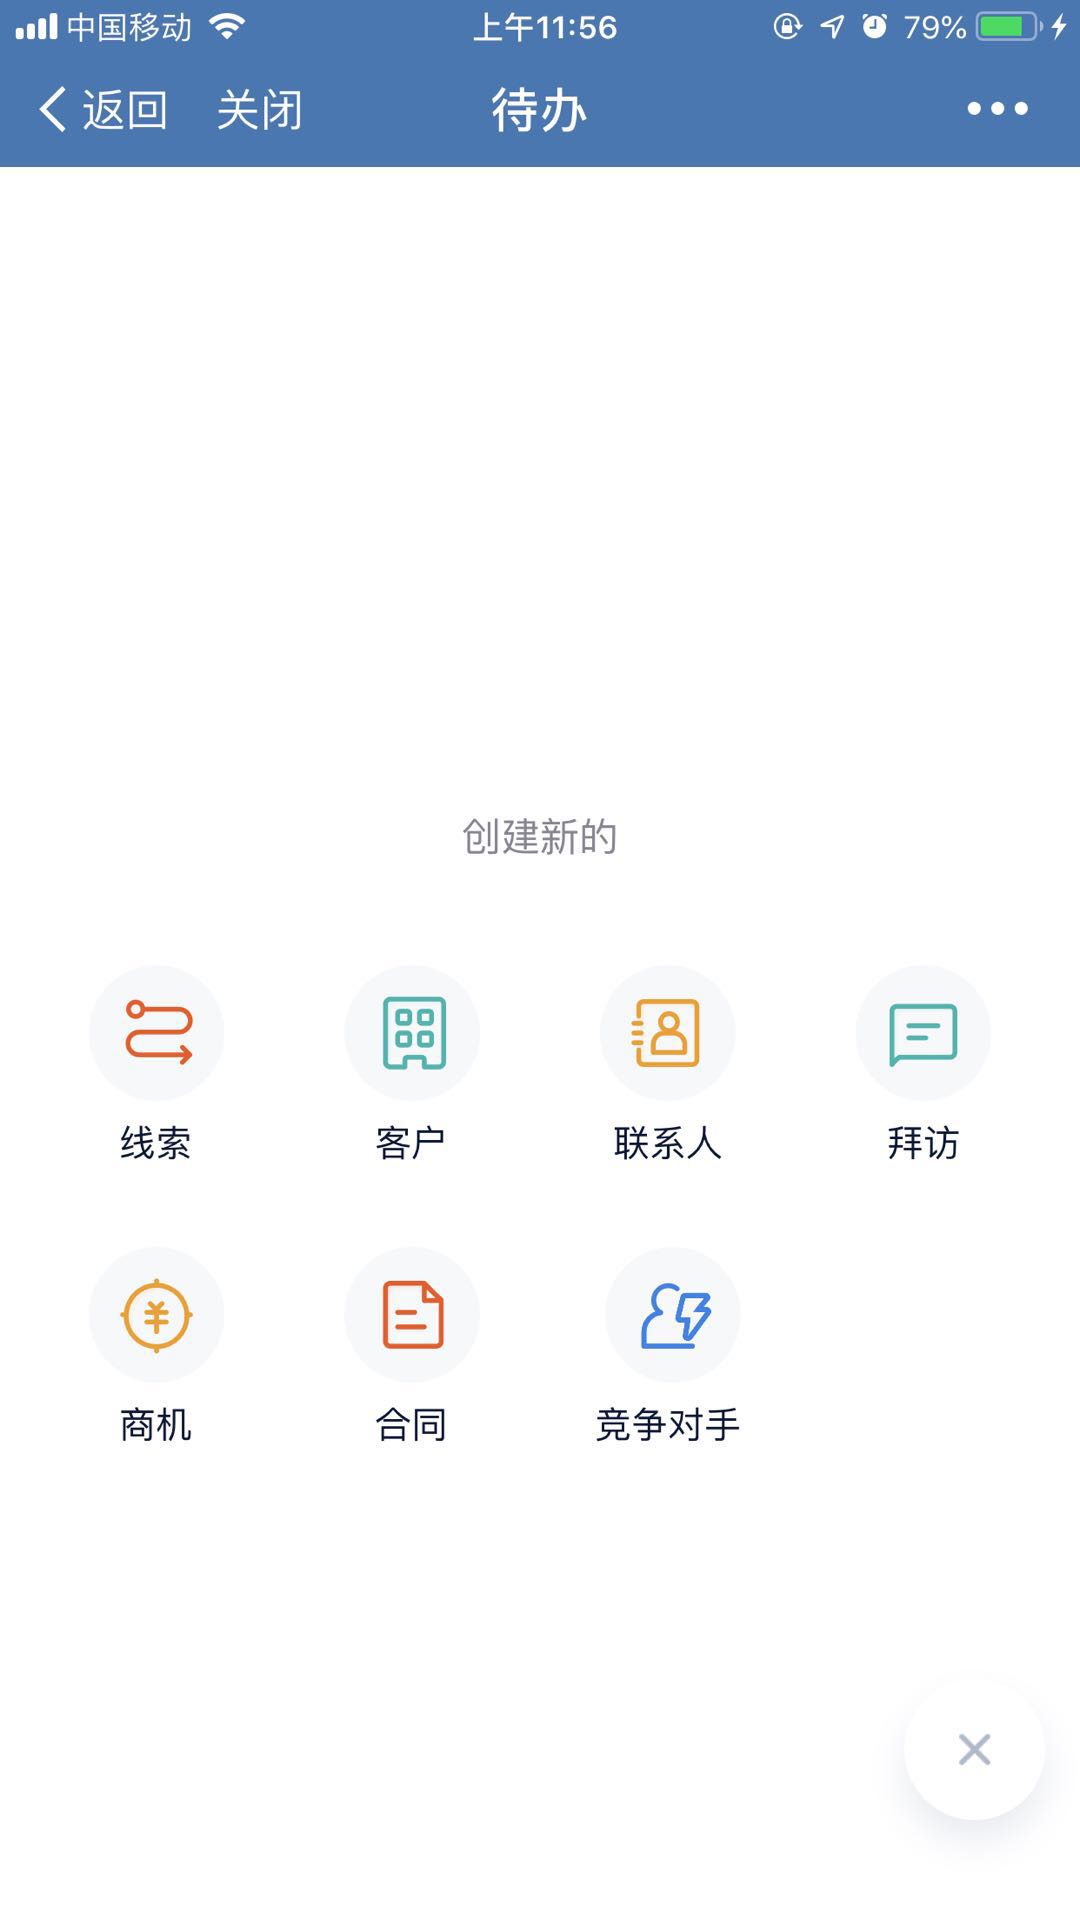 中国移动 上午11:56 79%
返回 关闭 待办
创建新的
线索 客户 联系人 拜访
商机 合同 竞争对手